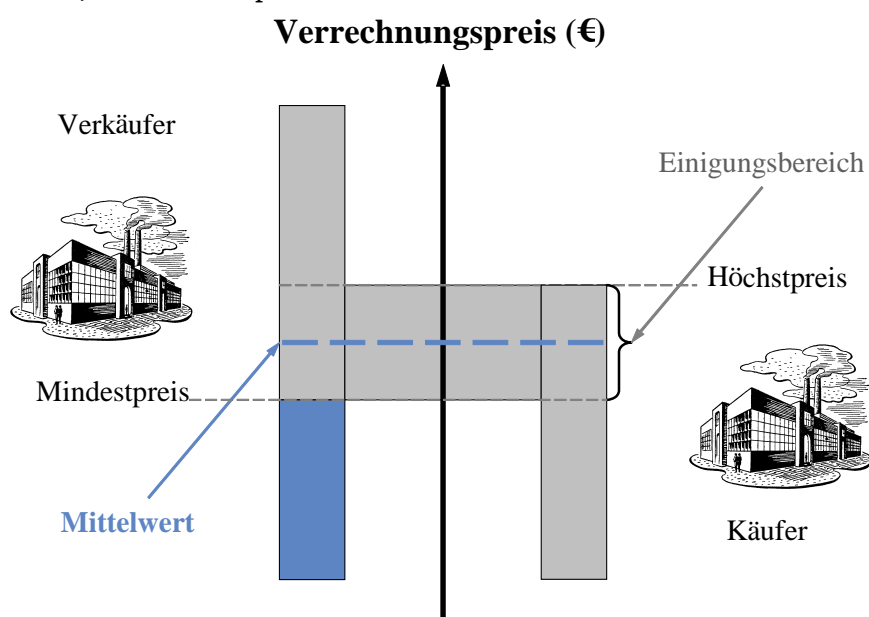 Verrechnungspreis (€)
Verkäufer
Einigungsbereich
Höchstpreis
Mindestpreis
Mittelwert
Käufer